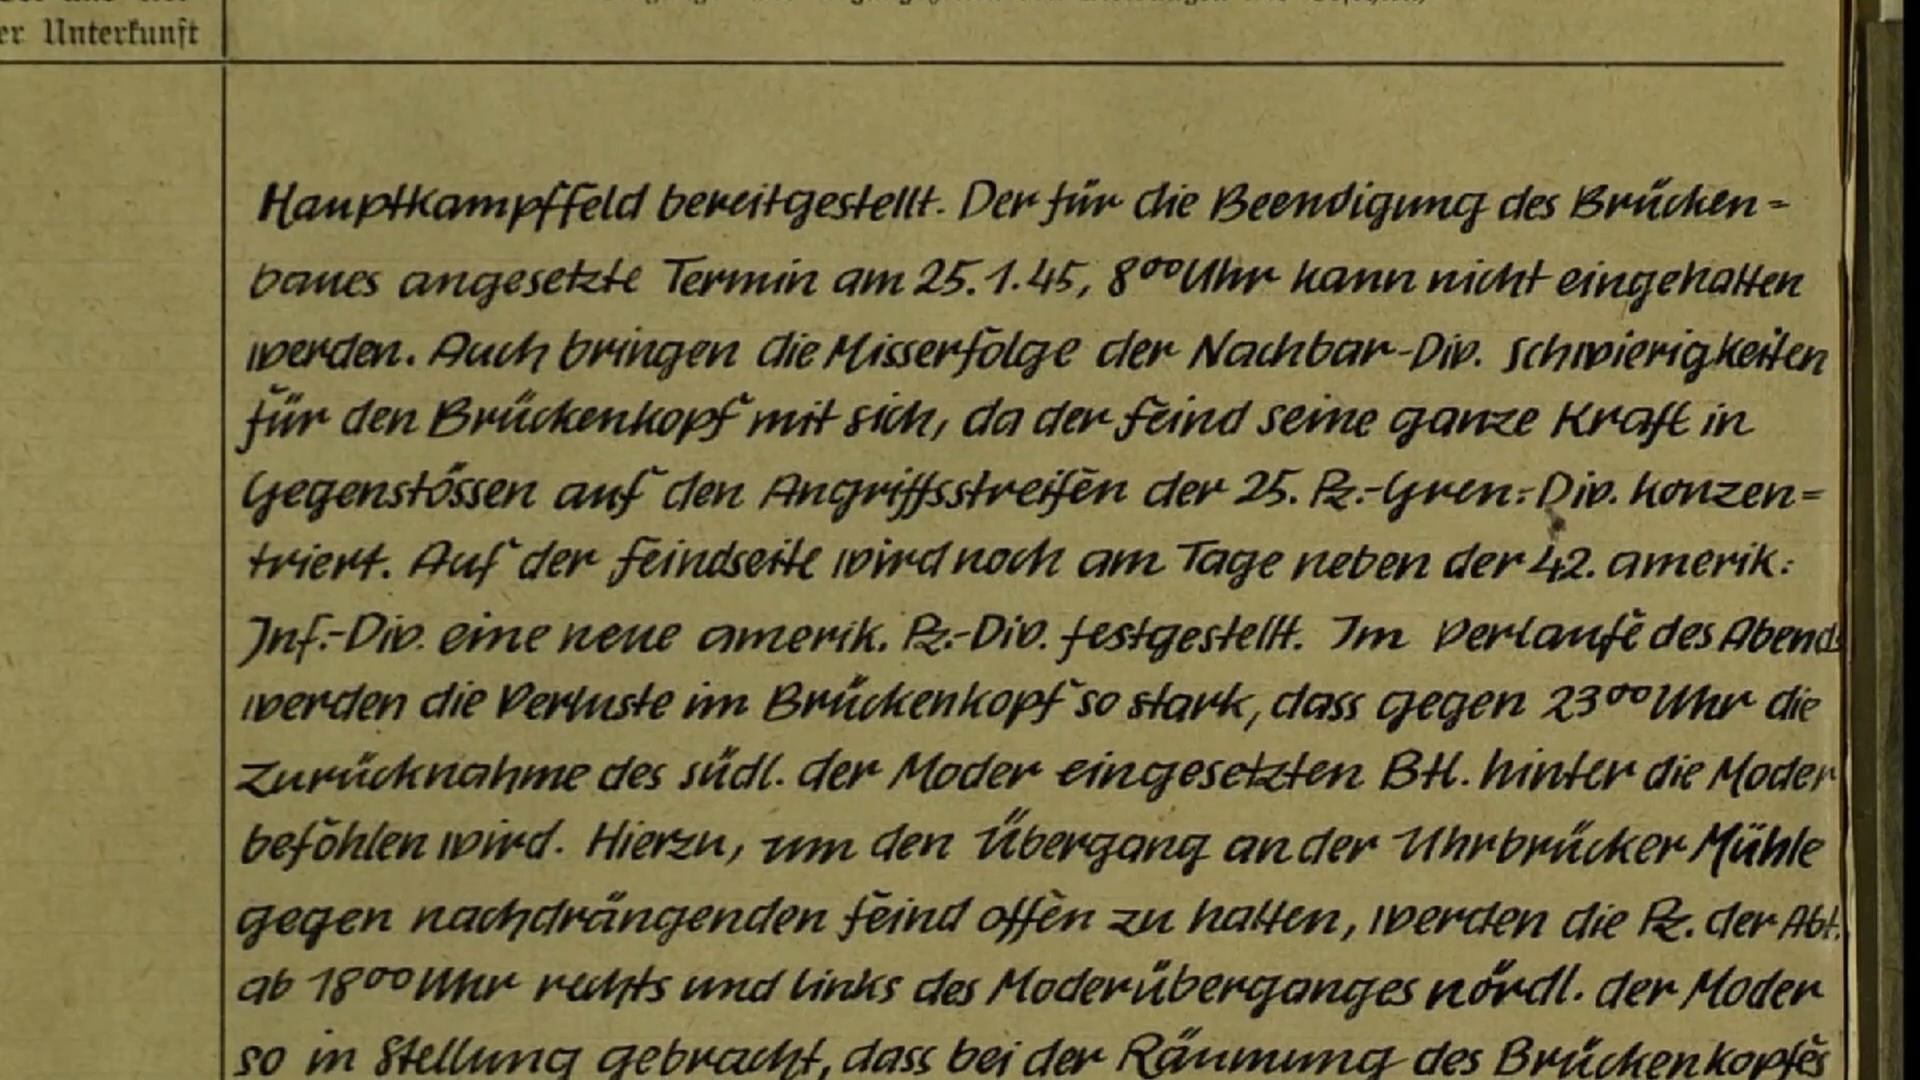 er Unterkunft
Hauptkampffeld bereitgestellt. Der für die Beendigung des Brücken=
baues angesetzte Termin am 25.1.45, 8⁰⁰ Uhr kann nicht eingehalten
werden. Auch bringen die Misserfolge der Nachbar-Div. Schwierigkeiten
für den Brückenkopf mit sich, da der Feind seine ganze Kraft in
Gegenstössen auf den Angriffsstreifen der 25. Pz.-Gren.-Div. konzen=
triert. Auf der Feindseite wird noch am Tage neben der 42. amerik.
Inf.-Div. eine neue amerik. Pz.-Div. festgestellt. Im Verlaufe des Abends
werden die Verluste im Brückenkopf so stark, dass gegen 23⁰⁰ Uhr die
Zurücknahme des südl. der Moder eingesetzten Btl. hinter die Moder
befohlen wird. Hierzu, um den Übergang an der Uhrbrücker Mühle
gegen nachdrängenden Feind offen zu halten, werden die Pz. der Abt.
ab 18⁰⁰ Uhr rechts und links des Moderüberganges nördl. der Moder
so in Stellung gebracht, dass bei der Räumung des Brückenkopfes